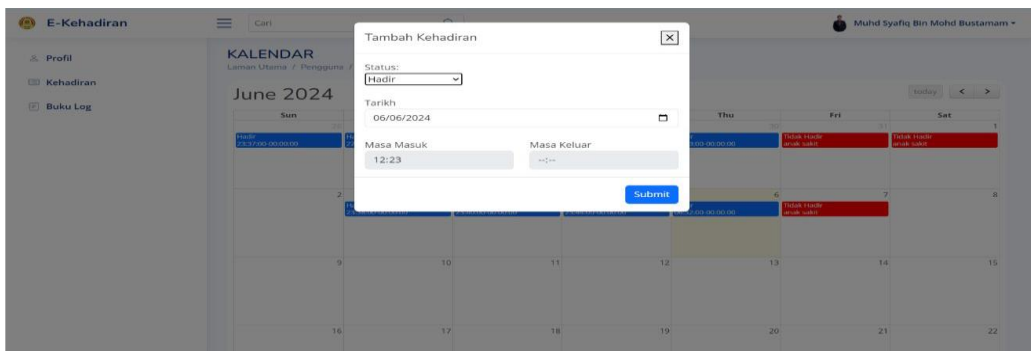 E-Kehadiran
Cari
Muhd Syafiq Bin Mohd Bustamam
Profil
Kehadiran
Buku Log
KALENDAR
Laman Utama / Pengguna /
June 2024
today < >
Tambah Kehadiran
X
Status:
Hadir
Tarikh
06/06/2024
Masa Masuk
Masa Keluar
12:23
--:--
Submit
Sun
Thu
Fri
Sat
1
Hadir
23:37:00-00:00:00
Tidak Hadir
anak sakit
Tidak Hadir
anak sakit
2
6
7
8
Tidak Hadir
anak sakit
9
10
11
12
13
14
15
16
17
18
19
20
21
22